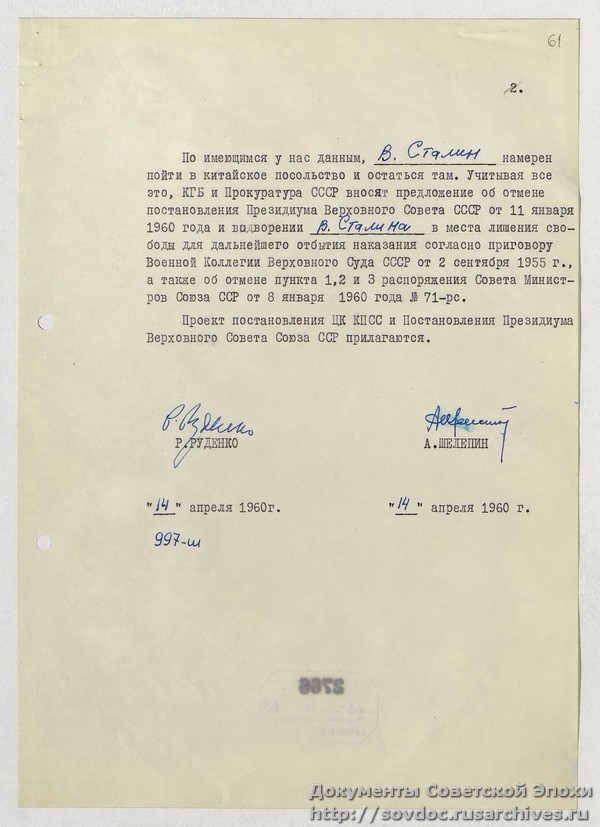 61
2.
По имеющимся у нас данным, В. Сталин намерен
пойти в китайское посольство и остаться там. Учитывая все
это, КГБ и Прокуратура СССР вносят предложение об отмене
постановления Президиума Верховного Совета СССР от 11 января
1960 года и водворении В. Сталина в места лишения сво-
боды для дальнейшего отбытия наказания согласно приговору
Военной Коллегии Верховного Суда СССР от 2 сентября 1955 г.,
а также об отмене пункта 1,2 и 3 распоряжения Совета Минист-
ров Союза ССР от 8 января 1960 года № 71-рс.
Проект постановления ЦК КПСС и Постановления Президиума
Верховного Совета Союза ССР прилагаются.
Р. Руденко
Р.РУДЕНКО А.ШЕЛЕПИН
"14" апреля 1960г. "14" апреля 1960 г.
997-ш
2766
Документы Советской Эпохи
http://sovdoc.rusarchives.ru